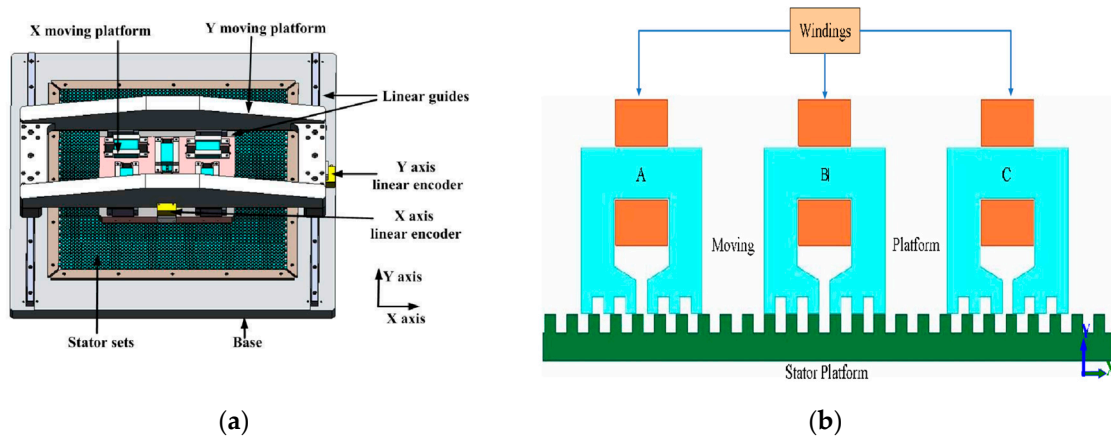 X moving platform
Y moving platform
Linear guides
Y axis
linear encoder
X axis
linear encoder
Y axis
X axis
Stator sets
Base
(a)
Windings
A
B
C
Moving
Platform
Y
Stator Platform
(b)